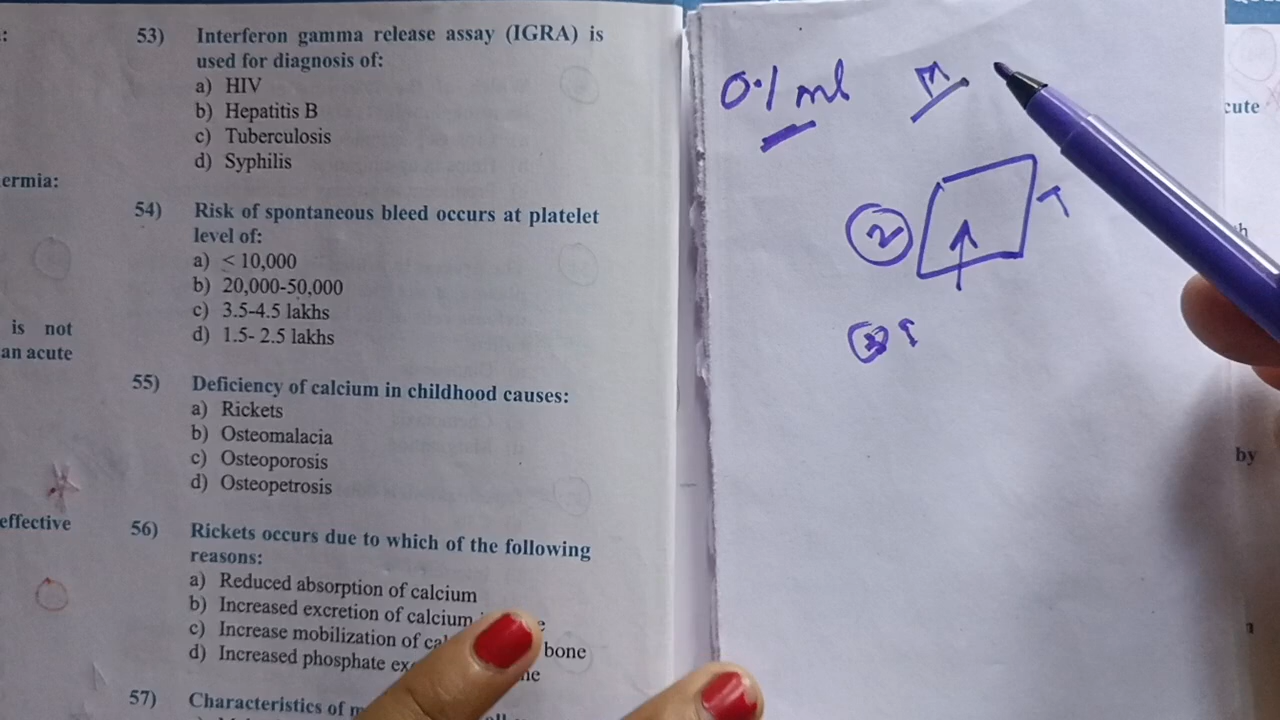 :
ermia:
is not
an acute
effective
53) Interferon gamma release assay (IGRA) is
used for diagnosis of:
a) HIV
b) Hepatitis B
c) Tuberculosis
d) Syphilis
54) Risk of spontaneous bleed occurs at platelet
level of:
a) < 10,000
b) 20,000-50,000
c) 3.5-4.5 lakhs
d) 1.5- 2.5 lakhs
55) Deficiency of calcium in childhood causes:
a) Rickets
b) Osteomalacia
c) Osteoporosis
d) Osteopetrosis
56) Rickets occurs due to which of the following
reasons:
a) Reduced absorption of calcium
b) Increased excretion of calcium
c) Increase mobilization of bone
d) Increased phosphate
57) Characteristics of
0.1 ml M
2
cute
by